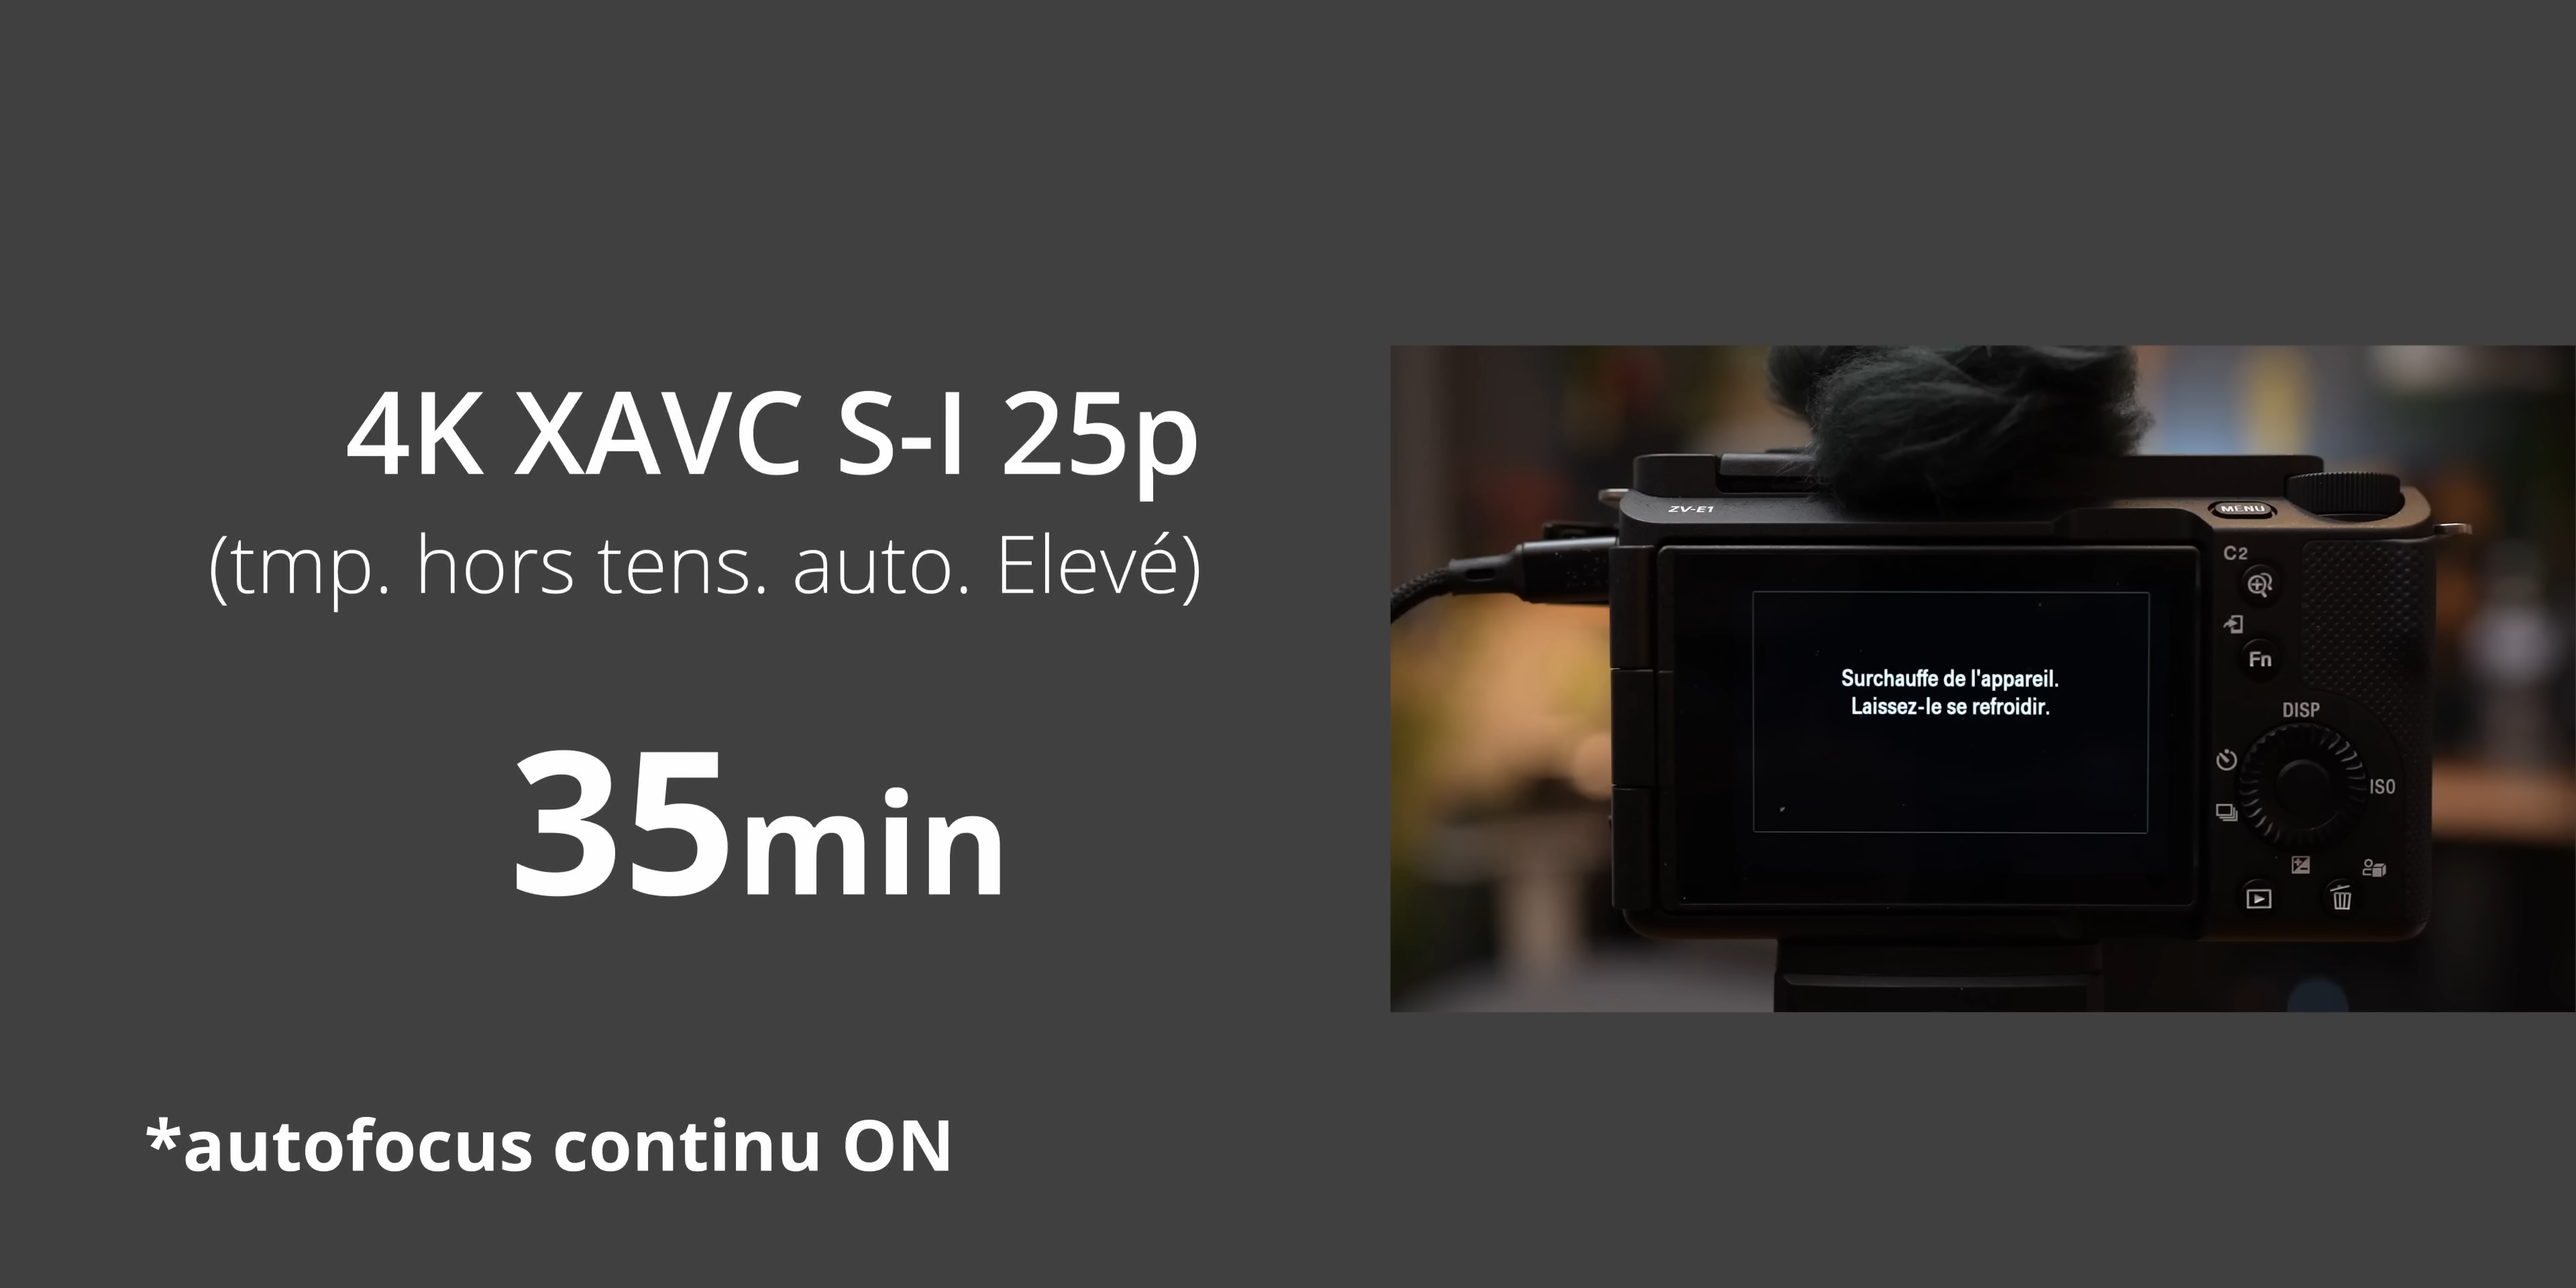 4K XAVC S-I 25p
(tmp. hors tens. auto. Elevé)
35min
*autofocus continu ON
ZV-E1
MENU
C2
Fn
Surchauffe de l'appareil.
Laissez-le se refroidir.
DISP
ISO